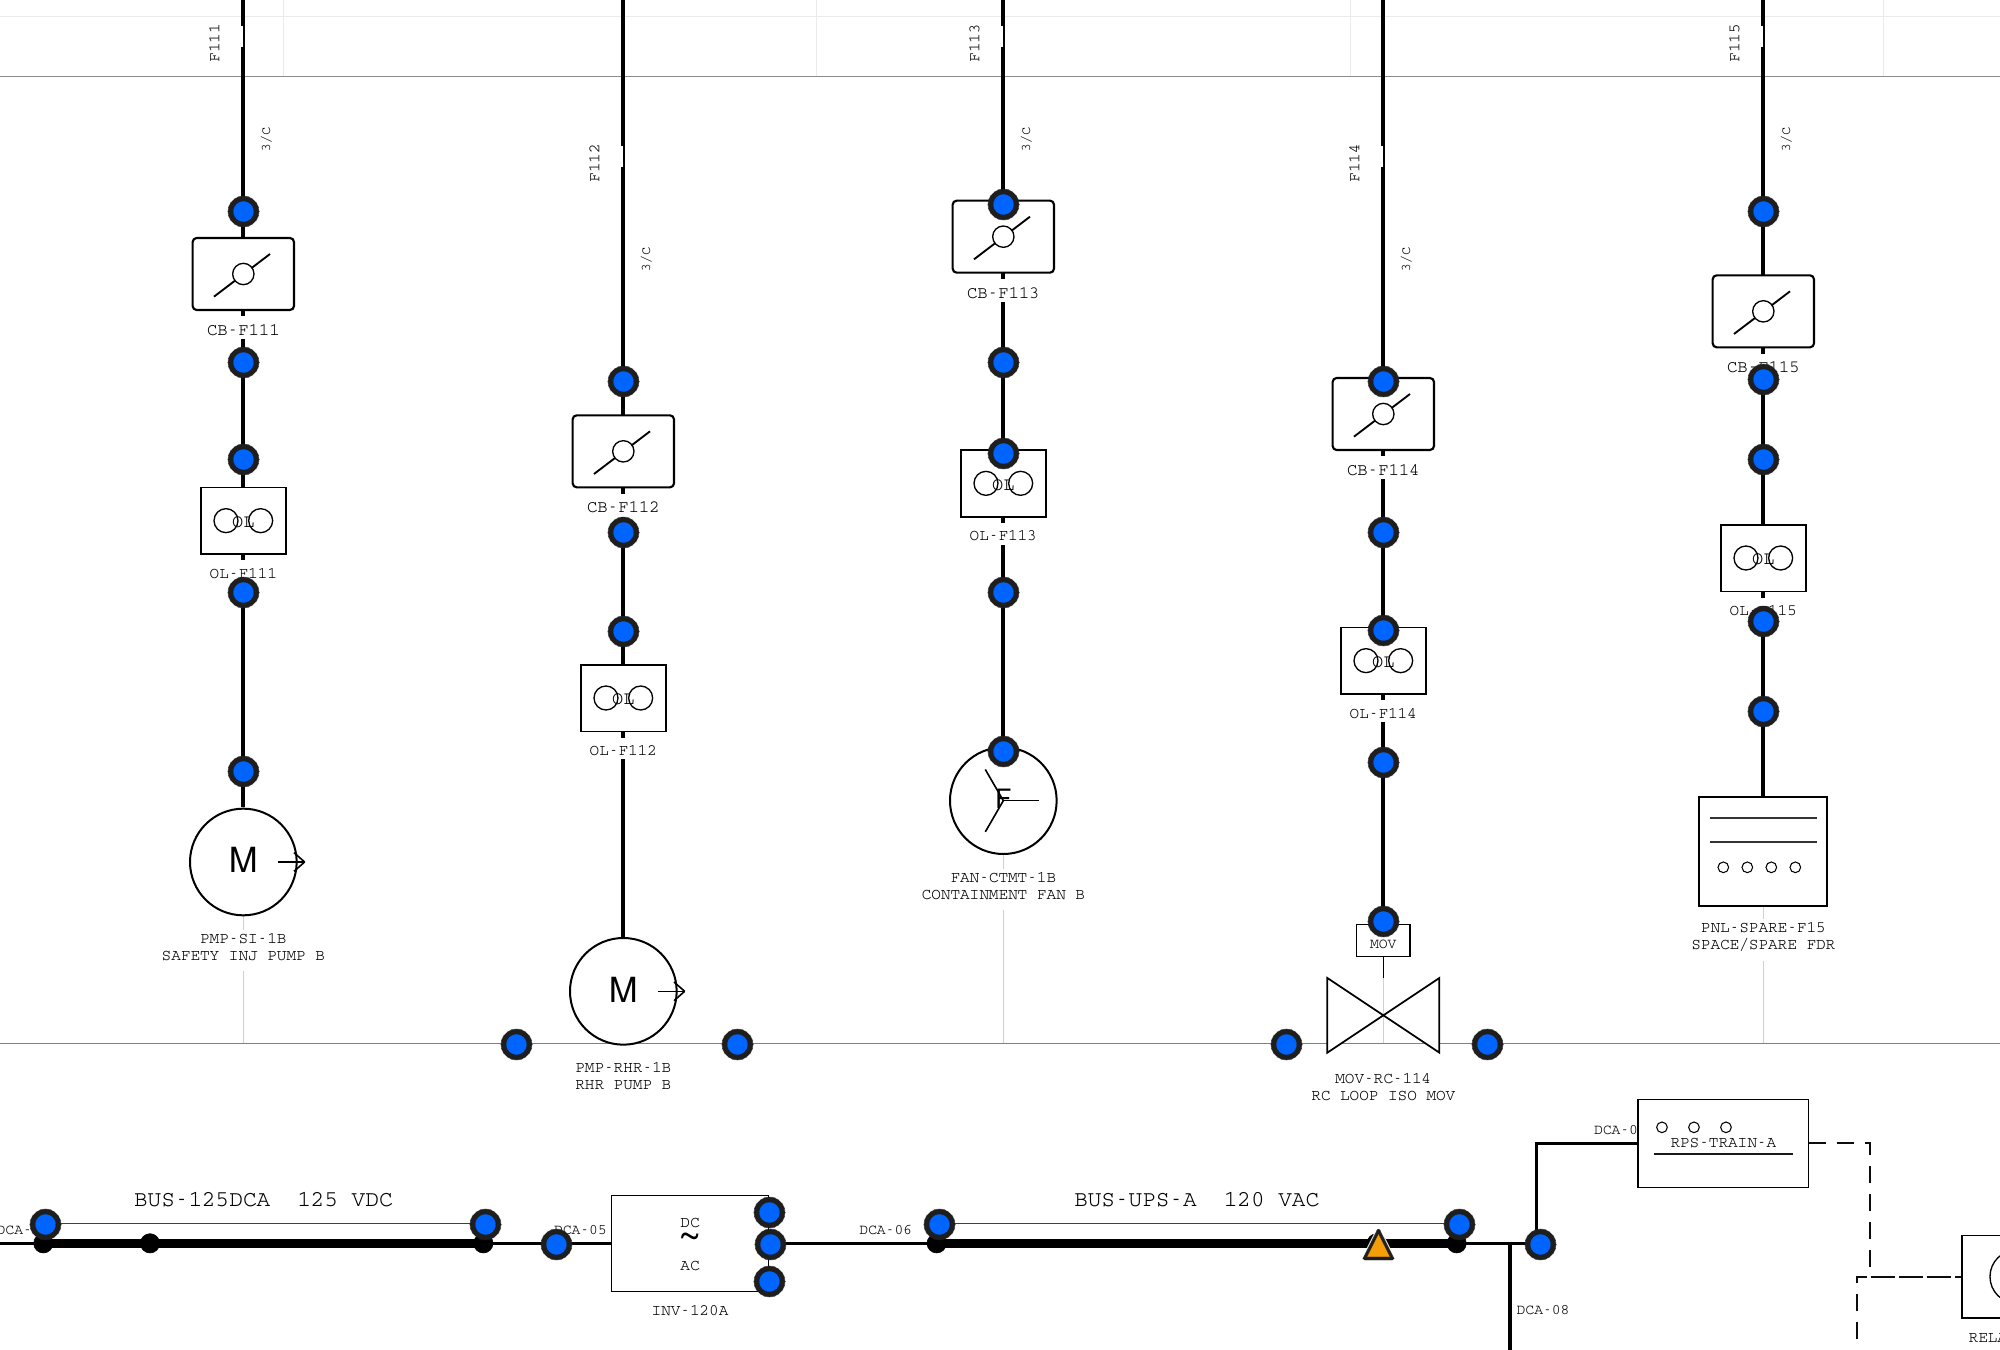 F111
F113
F115
3/C
3/C
3/C
F112
F114
3/C
3/C
CB-F113
CB-F111
CB-F114
OL
CB-F112
OL
OL-F113
OL
OL-F111
OL
OL
OL-F114
OL
OL-F112
F
M
FAN-CTMT-1B
CONTAINMENT FAN B
PMP-SI-1B
SAFETY INJ PUMP B
PNL-SPARE-F15
SPACE/SPARE FDR
MOV
M
PMP-RHR-1B
RHR PUMP B
MOV-RC-114
RC LOOP ISO MOV
RPS-TRAIN-A
BUS-125DCA 125 VDC
BUS-UPS-A 120 VAC
DC
~
AC
DCA-05
DCA-06
INV-120A
DCA-08